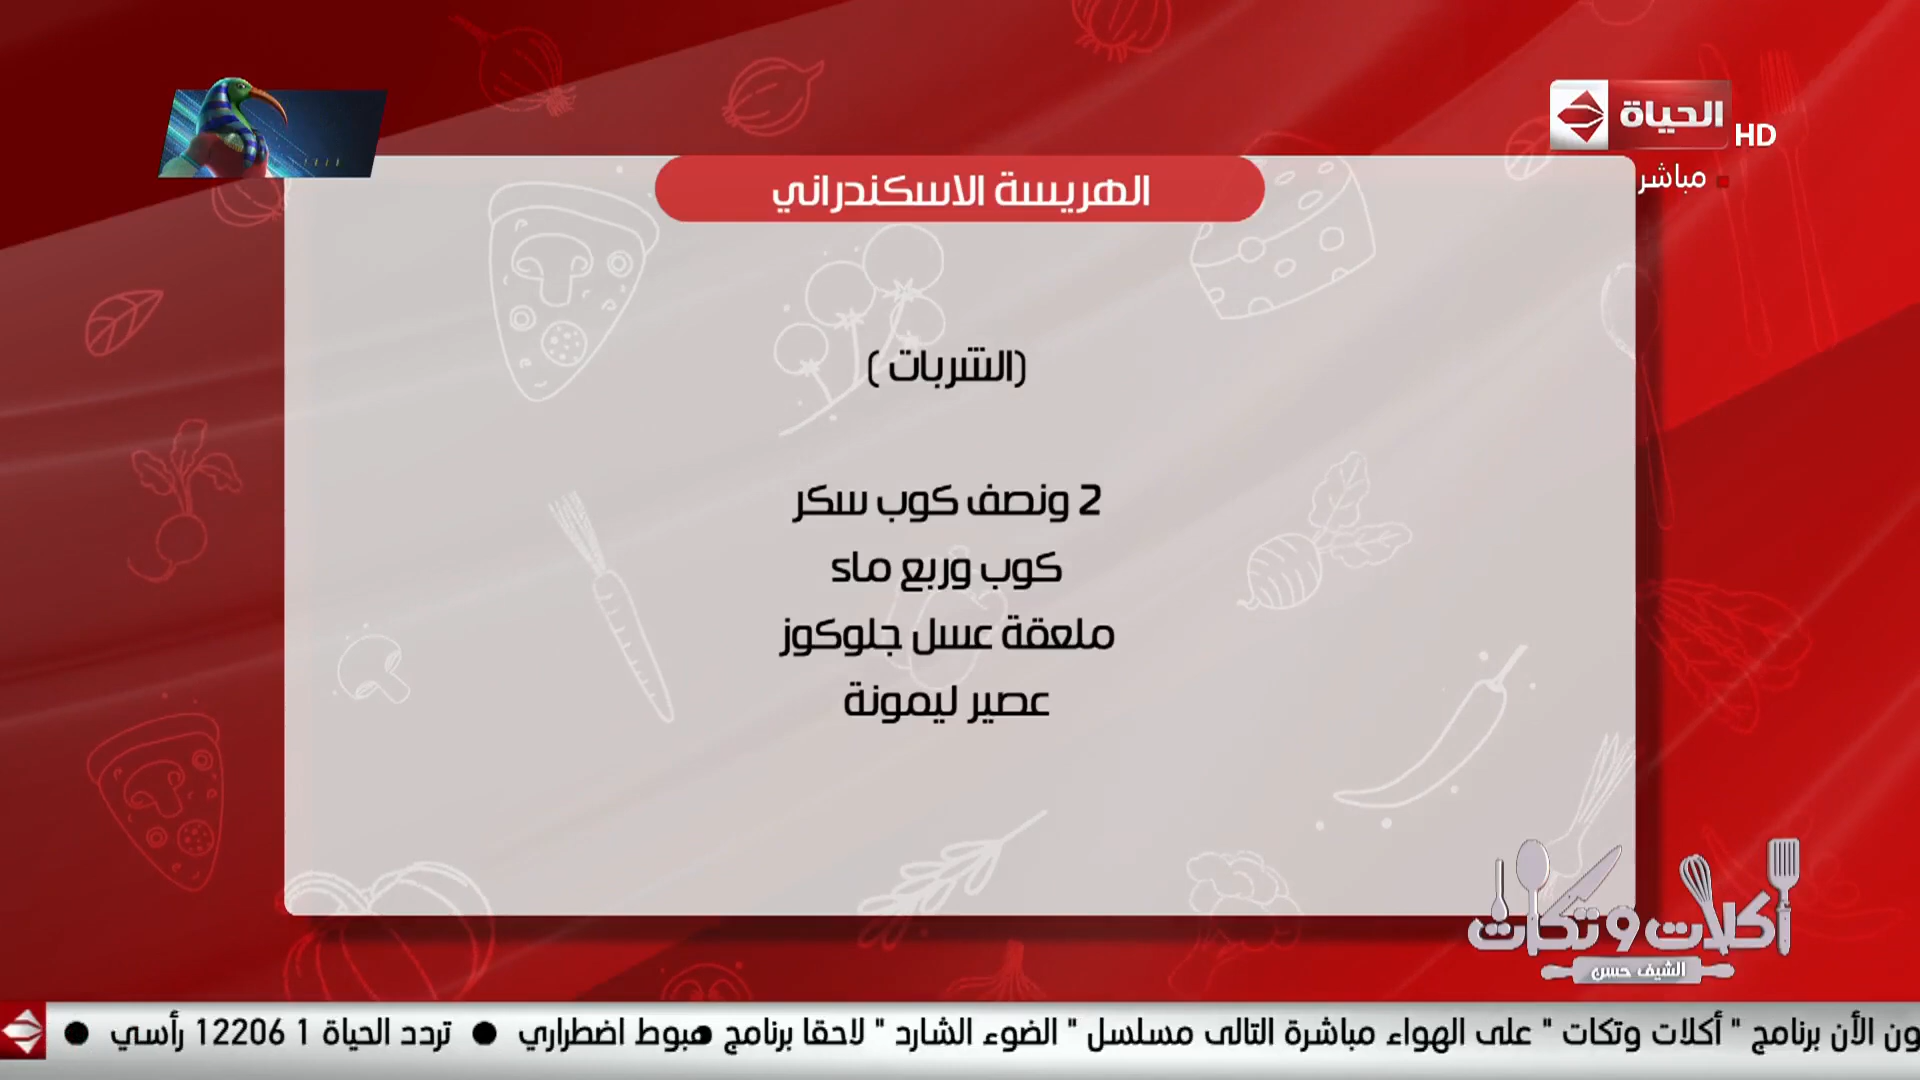 الحياة
HD
مباشر
الهريسة الاسكندراني
(الشربات )
2 ونصف كوب سكر
كوب وربع ماء
ملعقة عسل جلوكوز
عصير ليمونة
أكلات وتكات
الشيف حسن
ون الأن برنامج " أكلات وتكات " على الهواء مباشرة التالى مسلسل " الضوء الشارد " لاحقا برنامج هبوط اضطراري ● تردد الحياة 1 12206 رأسي ●